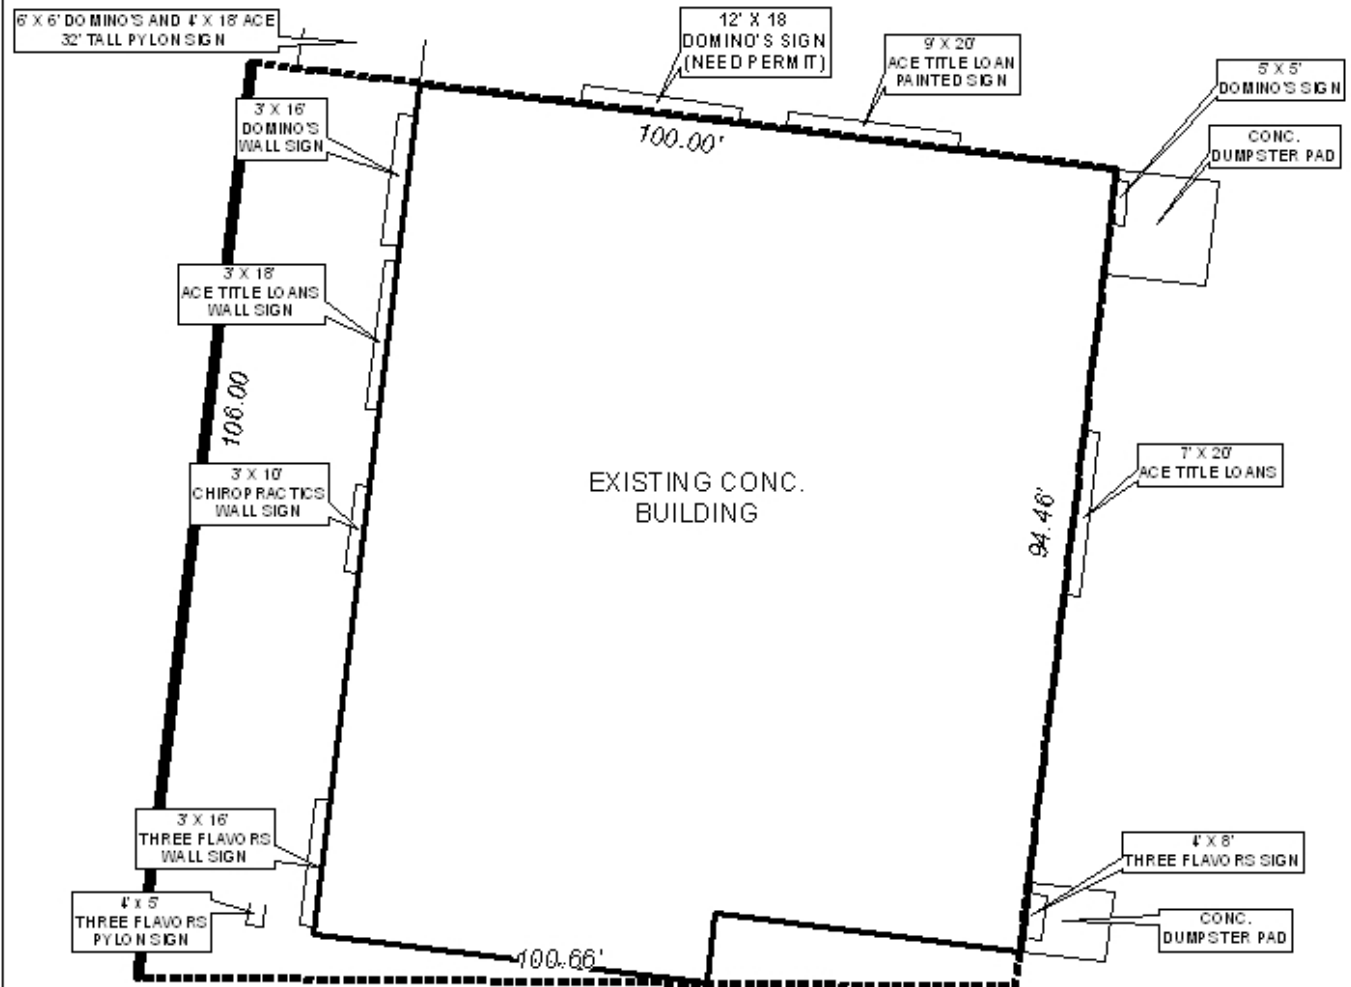 6' X 6' DOMINO'S AND 4' X 18' ACE
32' TALL PYLON SIGN
12' X 18
DOMINO'S SIGN
(NEED PERMIT)
9' X 20'
ACE TITLE LOAN
PAINTED SIGN
5' X 5'
DOMINO'S SIGN
CONC.
DUMPSTER PAD
3' X 16'
DOMINO'S
WALL SIGN
100.00'
3' X 18'
ACE TITLE LOANS
WALL SIGN
106.00
3' X 10'
CHIROPRACTICS
WALL SIGN
EXISTING CONC.
BUILDING
7' X 20'
ACE TITLE LOANS
94.46'
3' X 16'
THREE FLAVORS
WALL SIGN
4' X 8'
THREE FLAVORS SIGN
4' x 5'
THREE FLAVORS
PYLON SIGN
CONC.
DUMPSTER PAD
100.66'